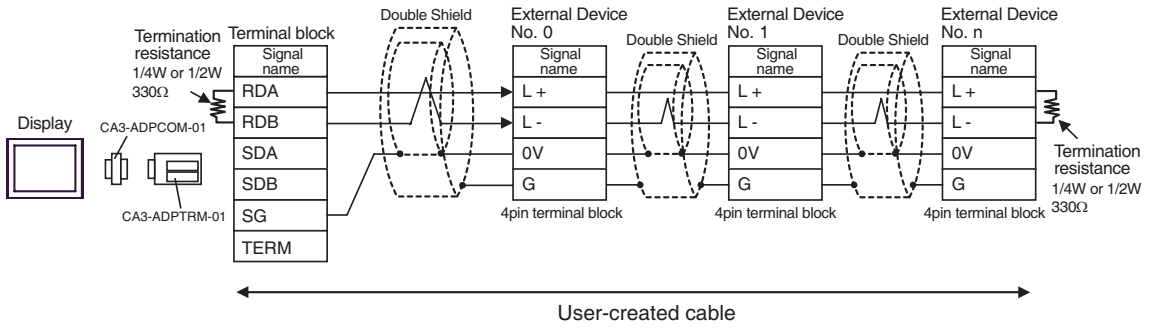 Display
CA3-ADPCOM-01
CA3-ADPTRM-01
Termination
resistance
1/4W or 1/2W
330Ω
Terminal block
Signal
name
RDA
RDB
SDA
SDB
SG
TERM
Double Shield
External Device
No. 0
Signal
name
L +
L -
0V
G
4pin terminal block
Double Shield
External Device
No. 1
Signal
name
L +
L -
0V
G
4pin terminal block
Double Shield
External Device
No. n
Signal
name
L +
L -
0V
G
4pin terminal block
Termination
resistance
1/4W or 1/2W
330Ω
User-created cable